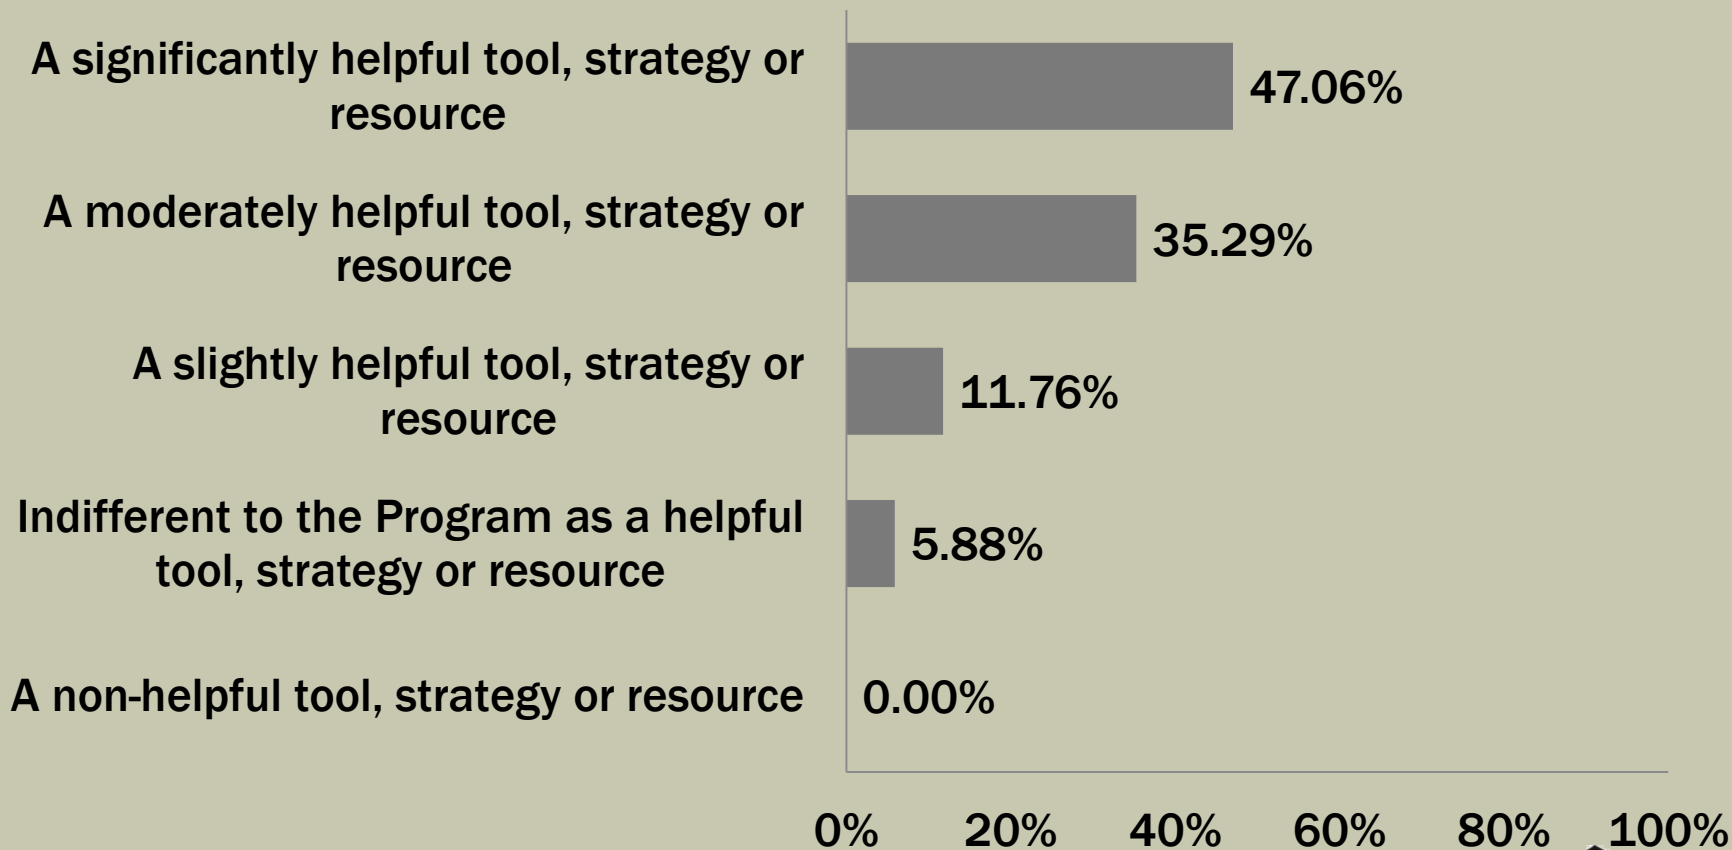 A significantly helpful tool, strategy or
resource
47.06%
A moderately helpful tool, strategy or
resource
35.29%
A slightly helpful tool, strategy or
resource
11.76%
Indifferent to the Program as a helpful
tool, strategy or resource
5.88%
A non-helpful tool, strategy or resource
0.00%
0% 20% 40% 60% 80% 100%